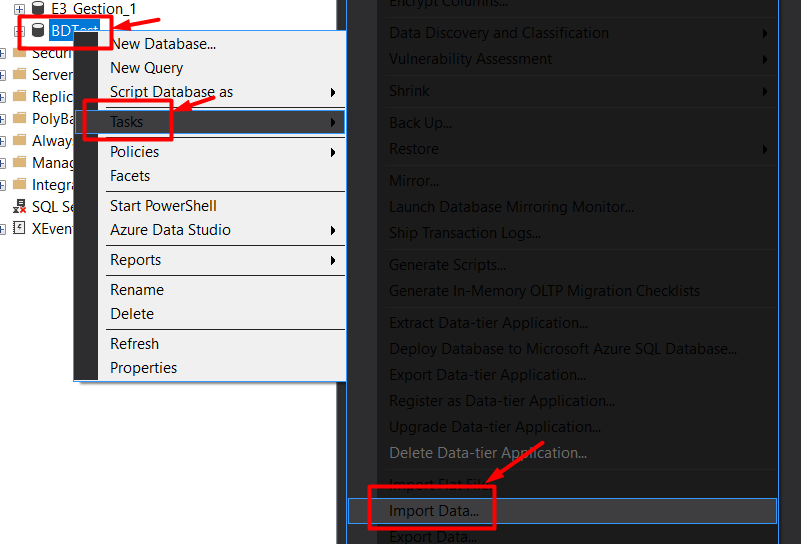 E3_Gestion_1
BDTest
Securi
Server
Replic
PolyBa
Always
Manag
Integra
SQL Se
XEvent
New Database...
New Query
Script Database as
Tasks
Policies
Facets
Start PowerShell
Azure Data Studio
Reports
Rename
Delete
Refresh
Properties
Encrypt Columns...
Data Discovery and Classification
Vulnerability Assessment
Shrink
Back Up...
Restore
Mirror...
Launch Database Mirroring Monitor...
Ship Transaction Logs...
Generate Scripts...
Generate In-Memory OLTP Migration Checklists
Extract Data-tier Application...
Deploy Database to Microsoft Azure SQL Database...
Export Data-tier Application...
Register as Data-tier Application...
Upgrade Data-tier Application...
Delete Data-tier Application...
Import Flat File
Import Data...
Export Data...